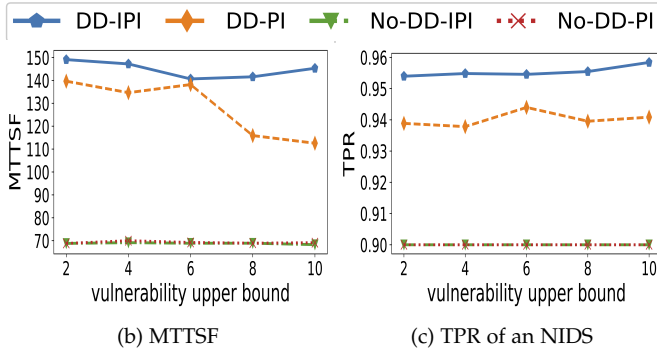 DD-IPI DD-PI No-DD-IPI No-DD-PI
150
140
130
120
110
100
90
80
70
MTTSF
2 4 6 8 10
vulnerability upper bound
(b) MTTSF
0.96
0.95
0.94
0.93
0.92
0.91
0.90
TPR
2 4 6 8 10
vulnerability upper bound
(c) TPR of an NIDS